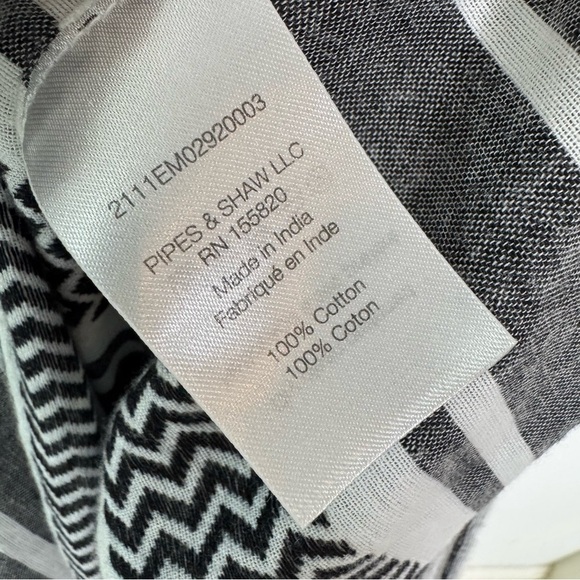 2111EM02920003
PIPES & SHAW LLC
RN 155820
Made in India
Fabriqué en Inde
100% Cotton
100% Coton